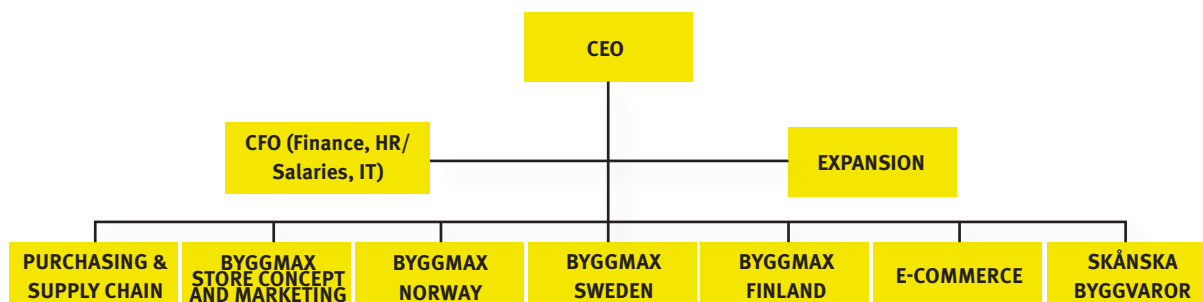 CEO
CFO (Finance, HR/
Salaries, IT)
EXPANSION
PURCHASING &
SUPPLY CHAIN
BYGGMAX
STORE CONCEPT
AND MARKETING
BYGGMAX
NORWAY
BYGGMAX
SWEDEN
BYGGMAX
FINLAND
E-COMMERCE
SKÅNSKA
BYGGVAROR